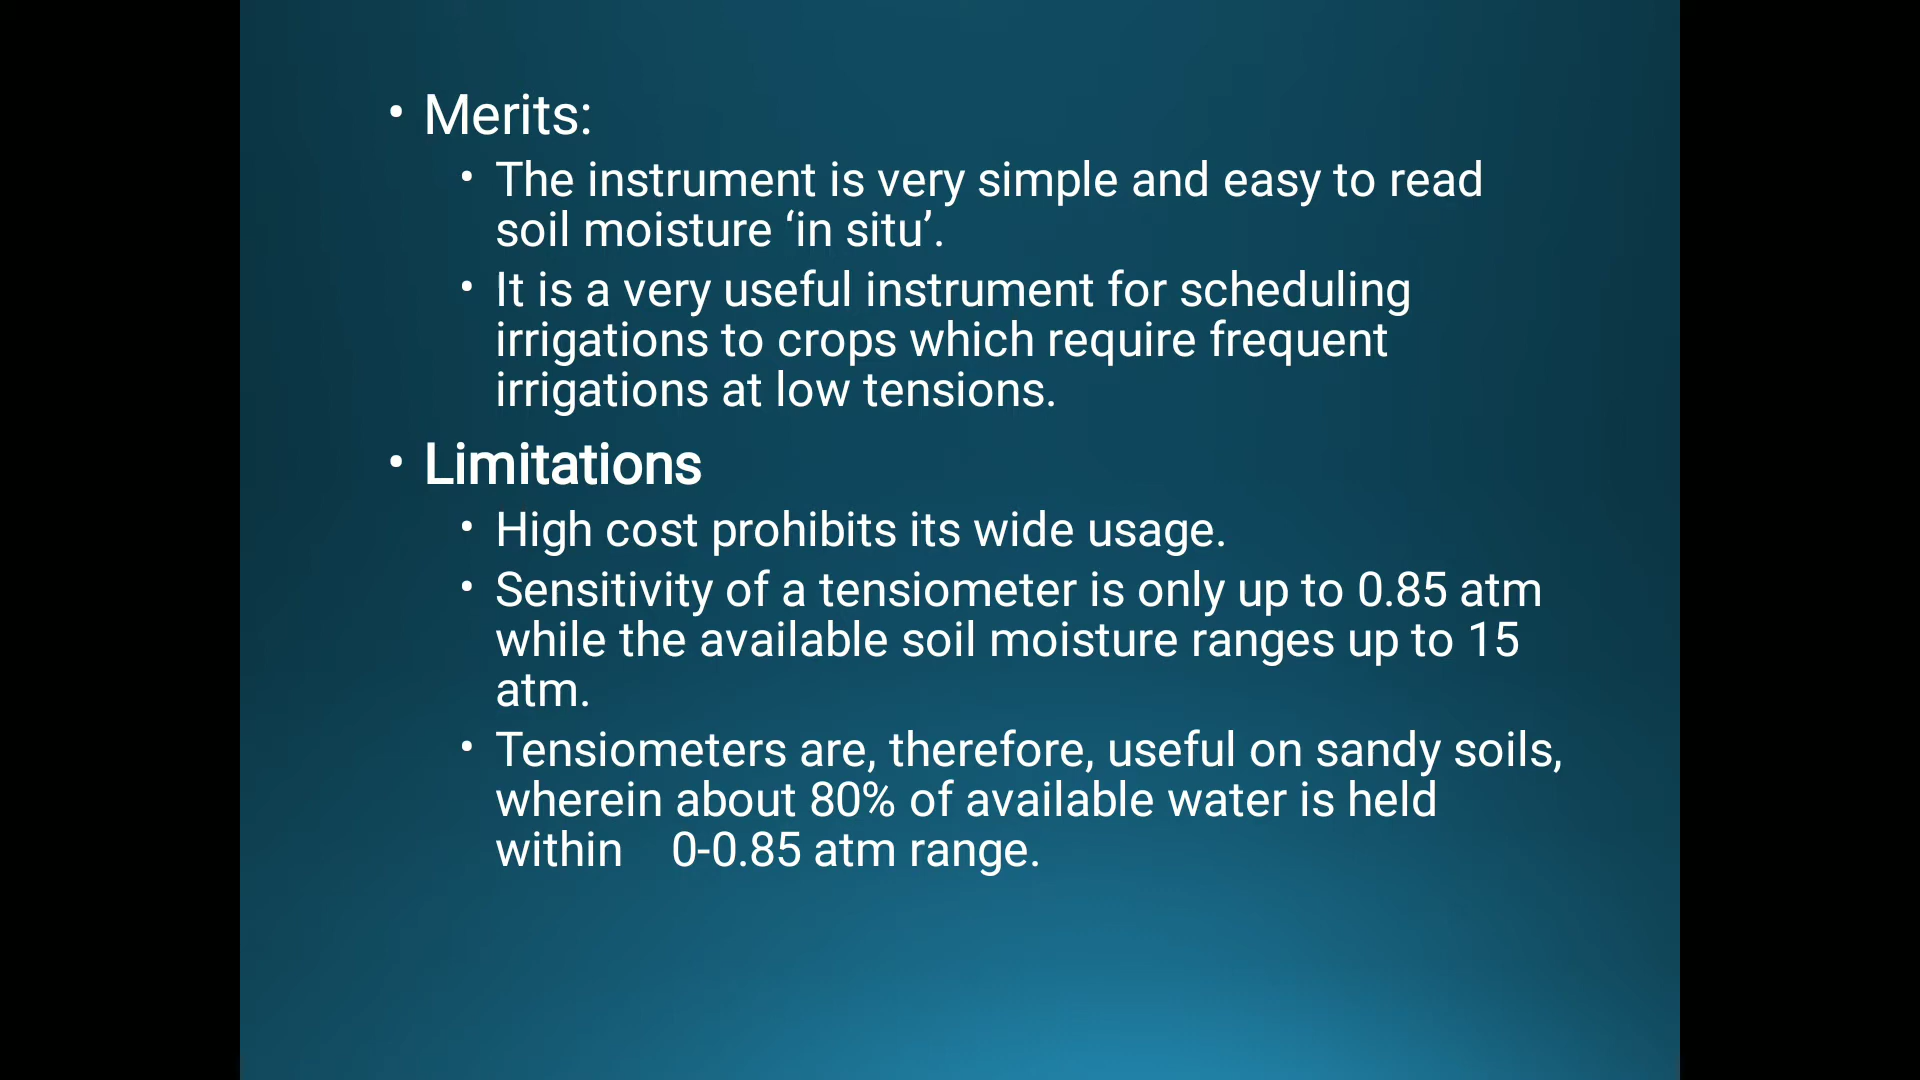 • Merits:
• The instrument is very simple and easy to read
soil moisture ‘in situ’.
• It is a very useful instrument for scheduling
irrigations to crops which require frequent
irrigations at low tensions.
• Limitations
• High cost prohibits its wide usage.
• Sensitivity of a tensiometer is only up to 0.85 atm
while the available soil moisture ranges up to 15
atm.
• Tensiometers are, therefore, useful on sandy soils,
wherein about 80% of available water is held
within    0-0.85 atm range.